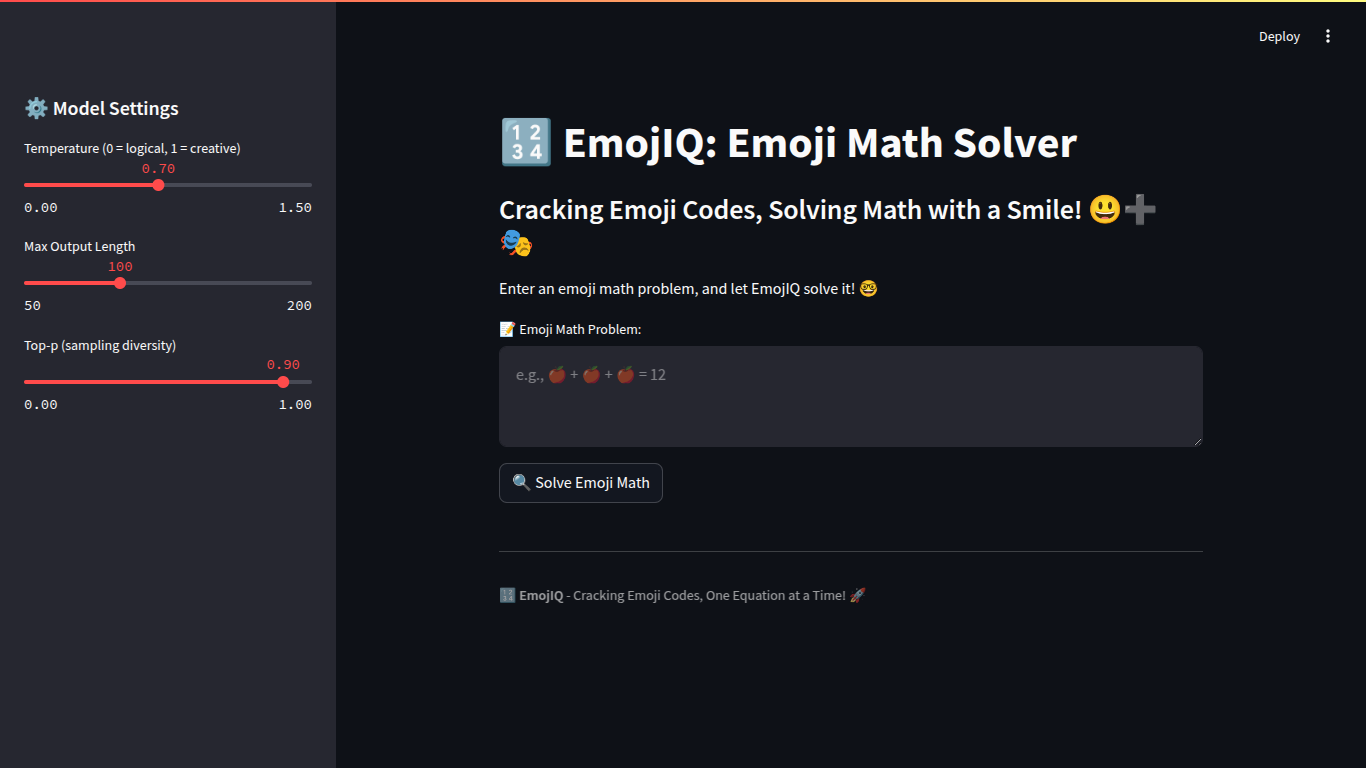 Deploy
⚙️ Model Settings
Temperature (0 = logical, 1 = creative)
0.70
0.00 1.50
Max Output Length
100
50 200
Top-p (sampling diversity)
0.90
0.00 1.00
🔢 EmojIQ: Emoji Math Solver
Cracking Emoji Codes, Solving Math with a Smile! 😃➕
🎭
Enter an emoji math problem, and let EmojIQ solve it! 🤓
📝 Emoji Math Problem:
e.g., 🍎 + 🍎 + 🍎 = 12
🔍 Solve Emoji Math
🔢 EmojIQ - Cracking Emoji Codes, One Equation at a Time! 🚀